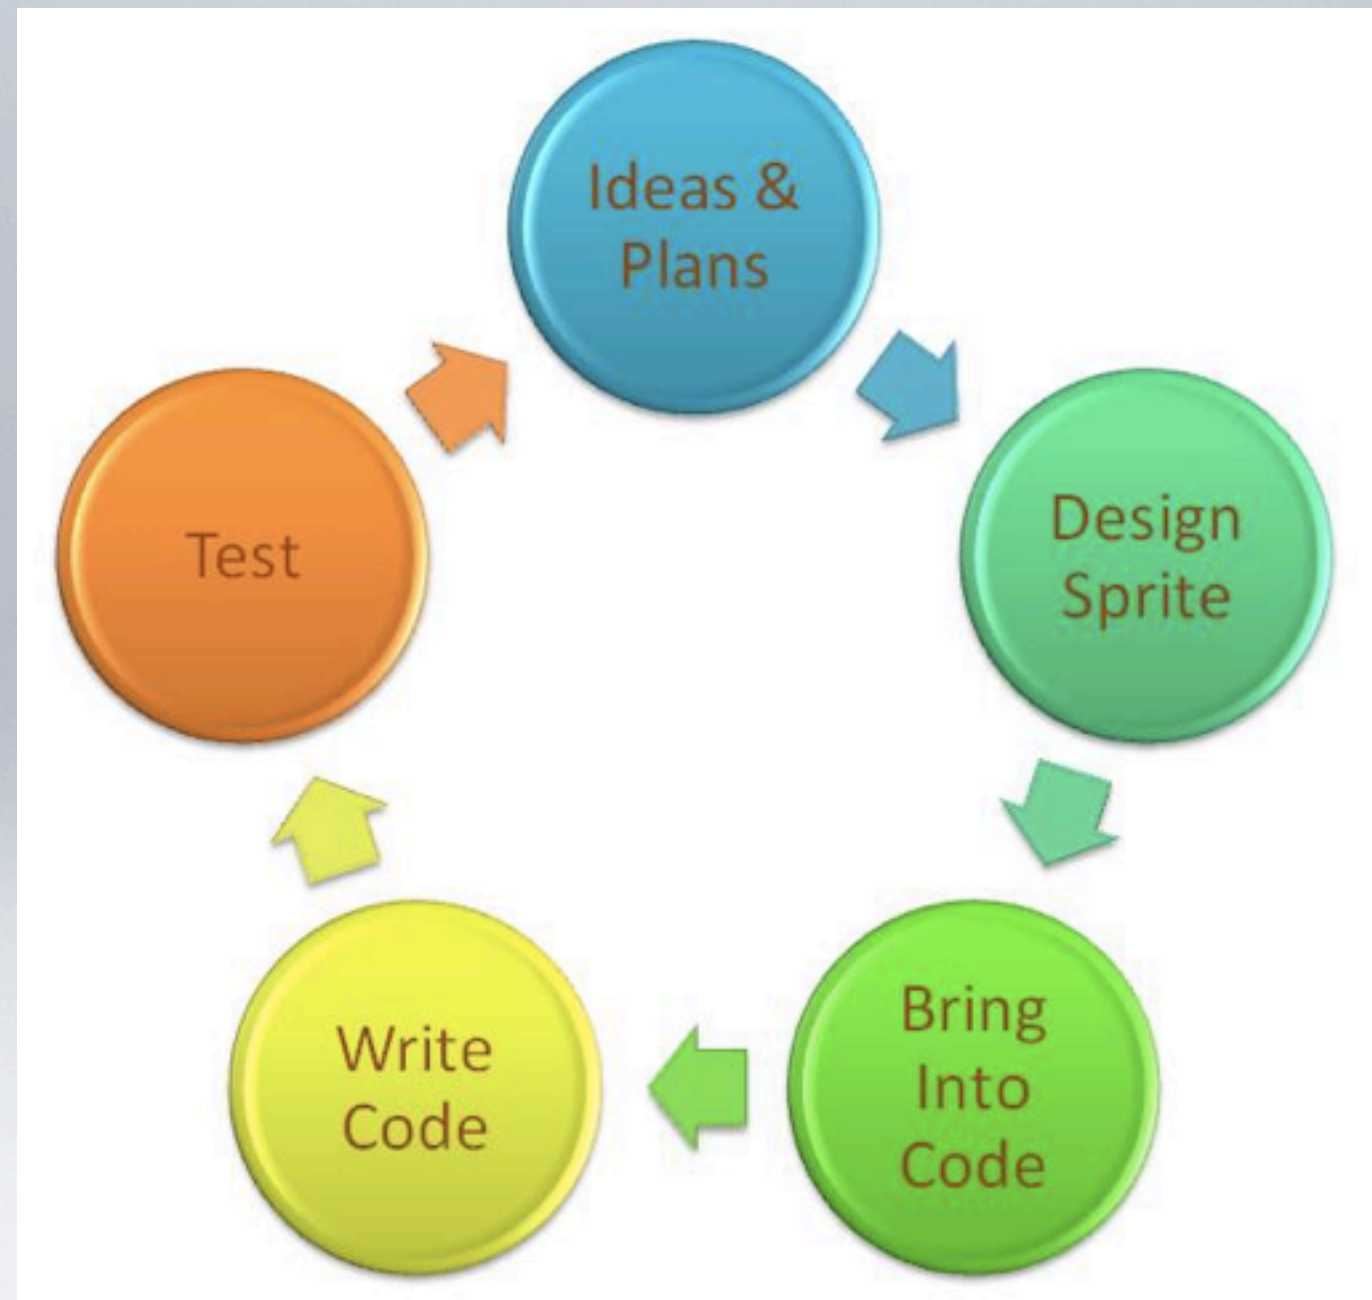 Ideas &
Plans
Design
Sprite
Bring
Into
Code
Write
Code
Test